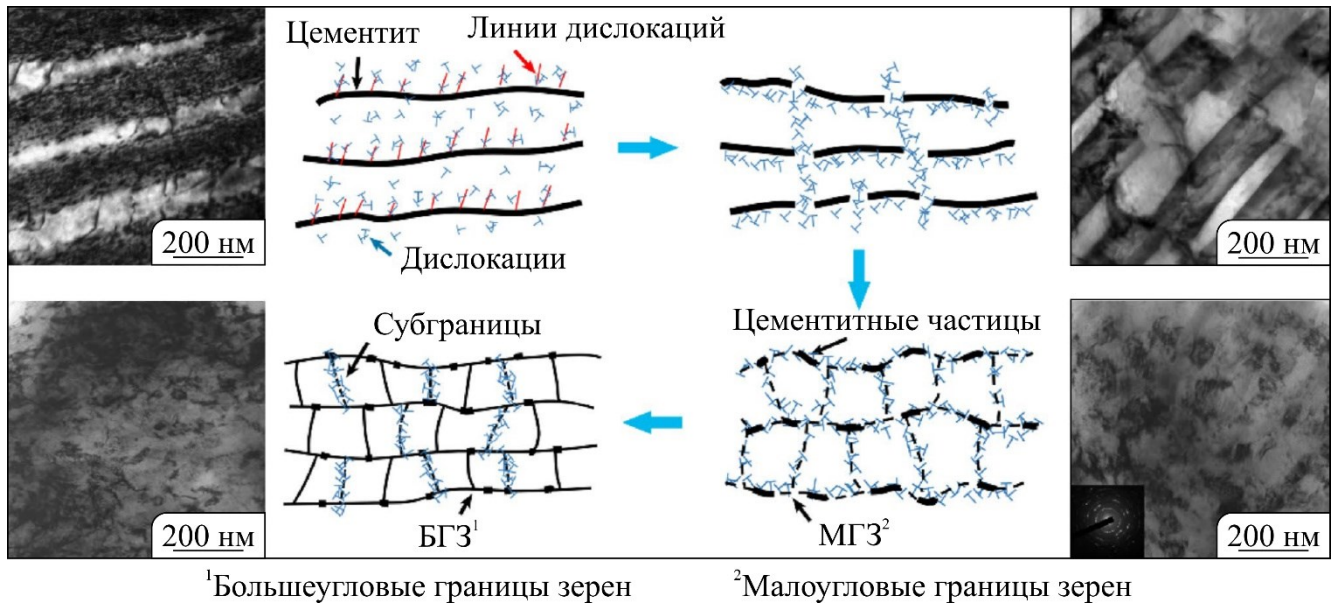 Цементит
Линии дислокаций
200 нм
Дислокации
200 нм
Субграницы
Цементитные частицы
200 нм
БГЗ¹
МГЗ²
200 нм
¹Большеугловые границы зерен
²Малоугловые границы зерен